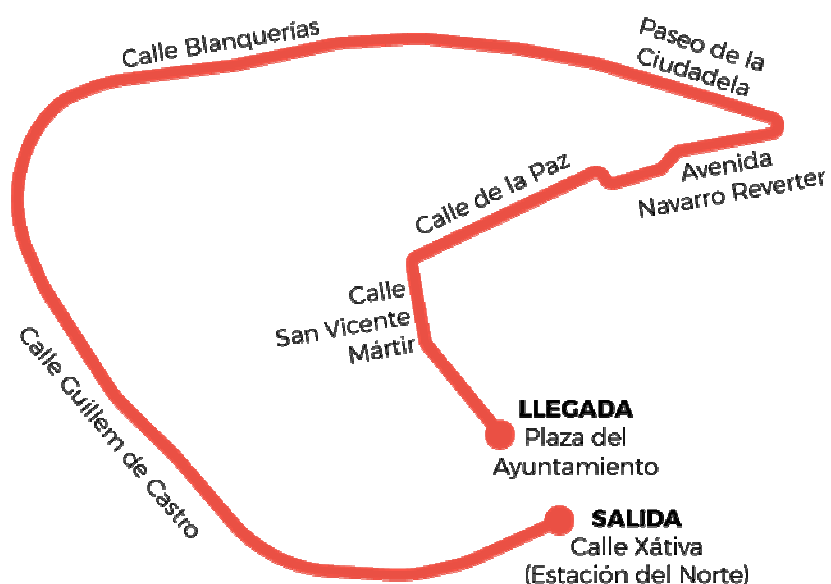 Calle Blanquerías
Paseo de la
Ciudadela
Calle de la Paz
Avenida
Navarro Reverter
Calle
San Vicente
Mártir
Calle Guillem de Castro
LLEGADA
Plaza del
Ayuntamiento
SALIDA
Calle Xátiva
(Estación del Norte)